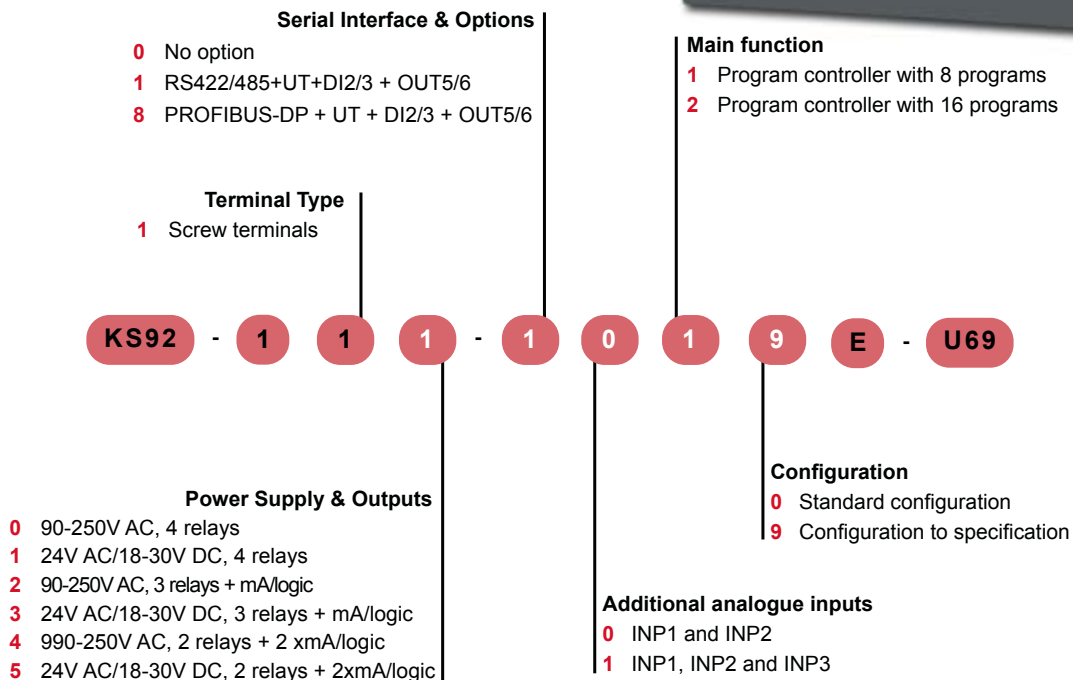 Serial Interface & Options
0 No option
1 RS422/485+UT+DI2/3 + OUT5/6
8 PROFIBUS-DP + UT + DI2/3 + OUT5/6
Main function
1 Program controller with 8 programs
2 Program controller with 16 programs
Terminal Type
1 Screw terminals
KS92 - 1 1 1 - 1 0 1 9 E - U69
Power Supply & Outputs
0 90-250V AC, 4 relays
1 24V AC/18-30V DC, 4 relays
2 90-250V AC, 3 relays + mA/logic
3 24V AC/18-30V DC, 3 relays + mA/logic
4 990-250V AC, 2 relays + 2 xmA/logic
5 24V AC/18-30V DC, 2 relays + 2xmA/logic
Additional analogue inputs
0 INP1 and INP2
1 INP1, INP2 and INP3
Configuration
0 Standard configuration
9 Configuration to specification